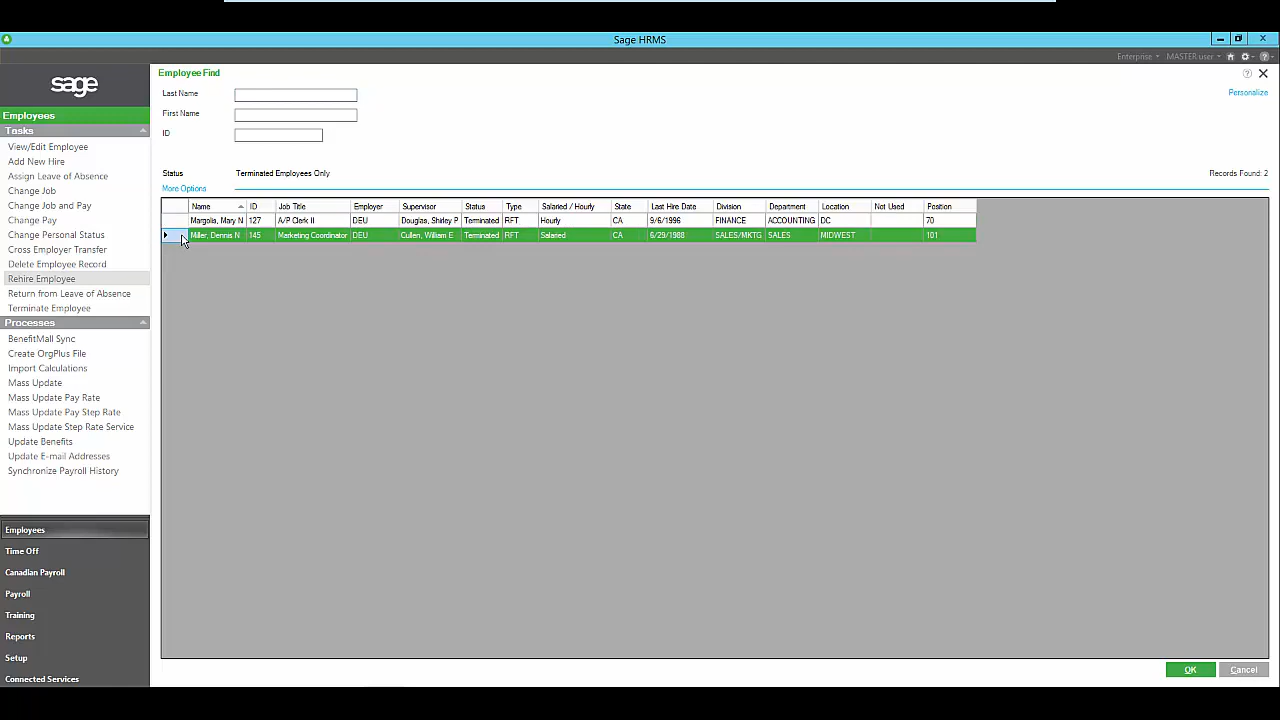 Sage HRMS
Enterprise MASTER user
sage
Employees
Tasks
View/Edit Employee
Add New Hire
Assign Leave of Absence
Change Job
Change Job and Pay
Change Pay
Change Personal Status
Cross Employer Transfer
Delete Employee Record
Rehire Employee
Return from Leave of Absence
Terminate Employee
Processes
BenefitMall Sync
Create OrgPlus File
Import Calculations
Mass Update
Mass Update Pay Rate
Mass Update Pay Step Rate
Mass Update Step Rate Service
Update Benefits
Update E-mail Addresses
Synchronize Payroll History
Employees
Time Off
Canadian Payroll
Payroll
Training
Reports
Setup
Connected Services
Employee Find
Personalize
Last Name
First Name
ID
Status Terminated Employees Only Records Found: 2
More Options
Name ID Job Title Employer Supervisor Status Type Salaried / Hourly State Last Hire Date Division Department Location Not Used Position
Margolia, Mary N 127 A/P Clerk II DEU Douglas, Shirley P Terminated RFT Hourly CA 9/6/1996 FINANCE ACCOUNTING DC 70
Miller, Dennis N 145 Marketing Coordinator DEU Cullen, William E Terminated RFT Salaried CA 6/29/1988 SALES/MKTG SALES MIDWEST 101
OK Cancel